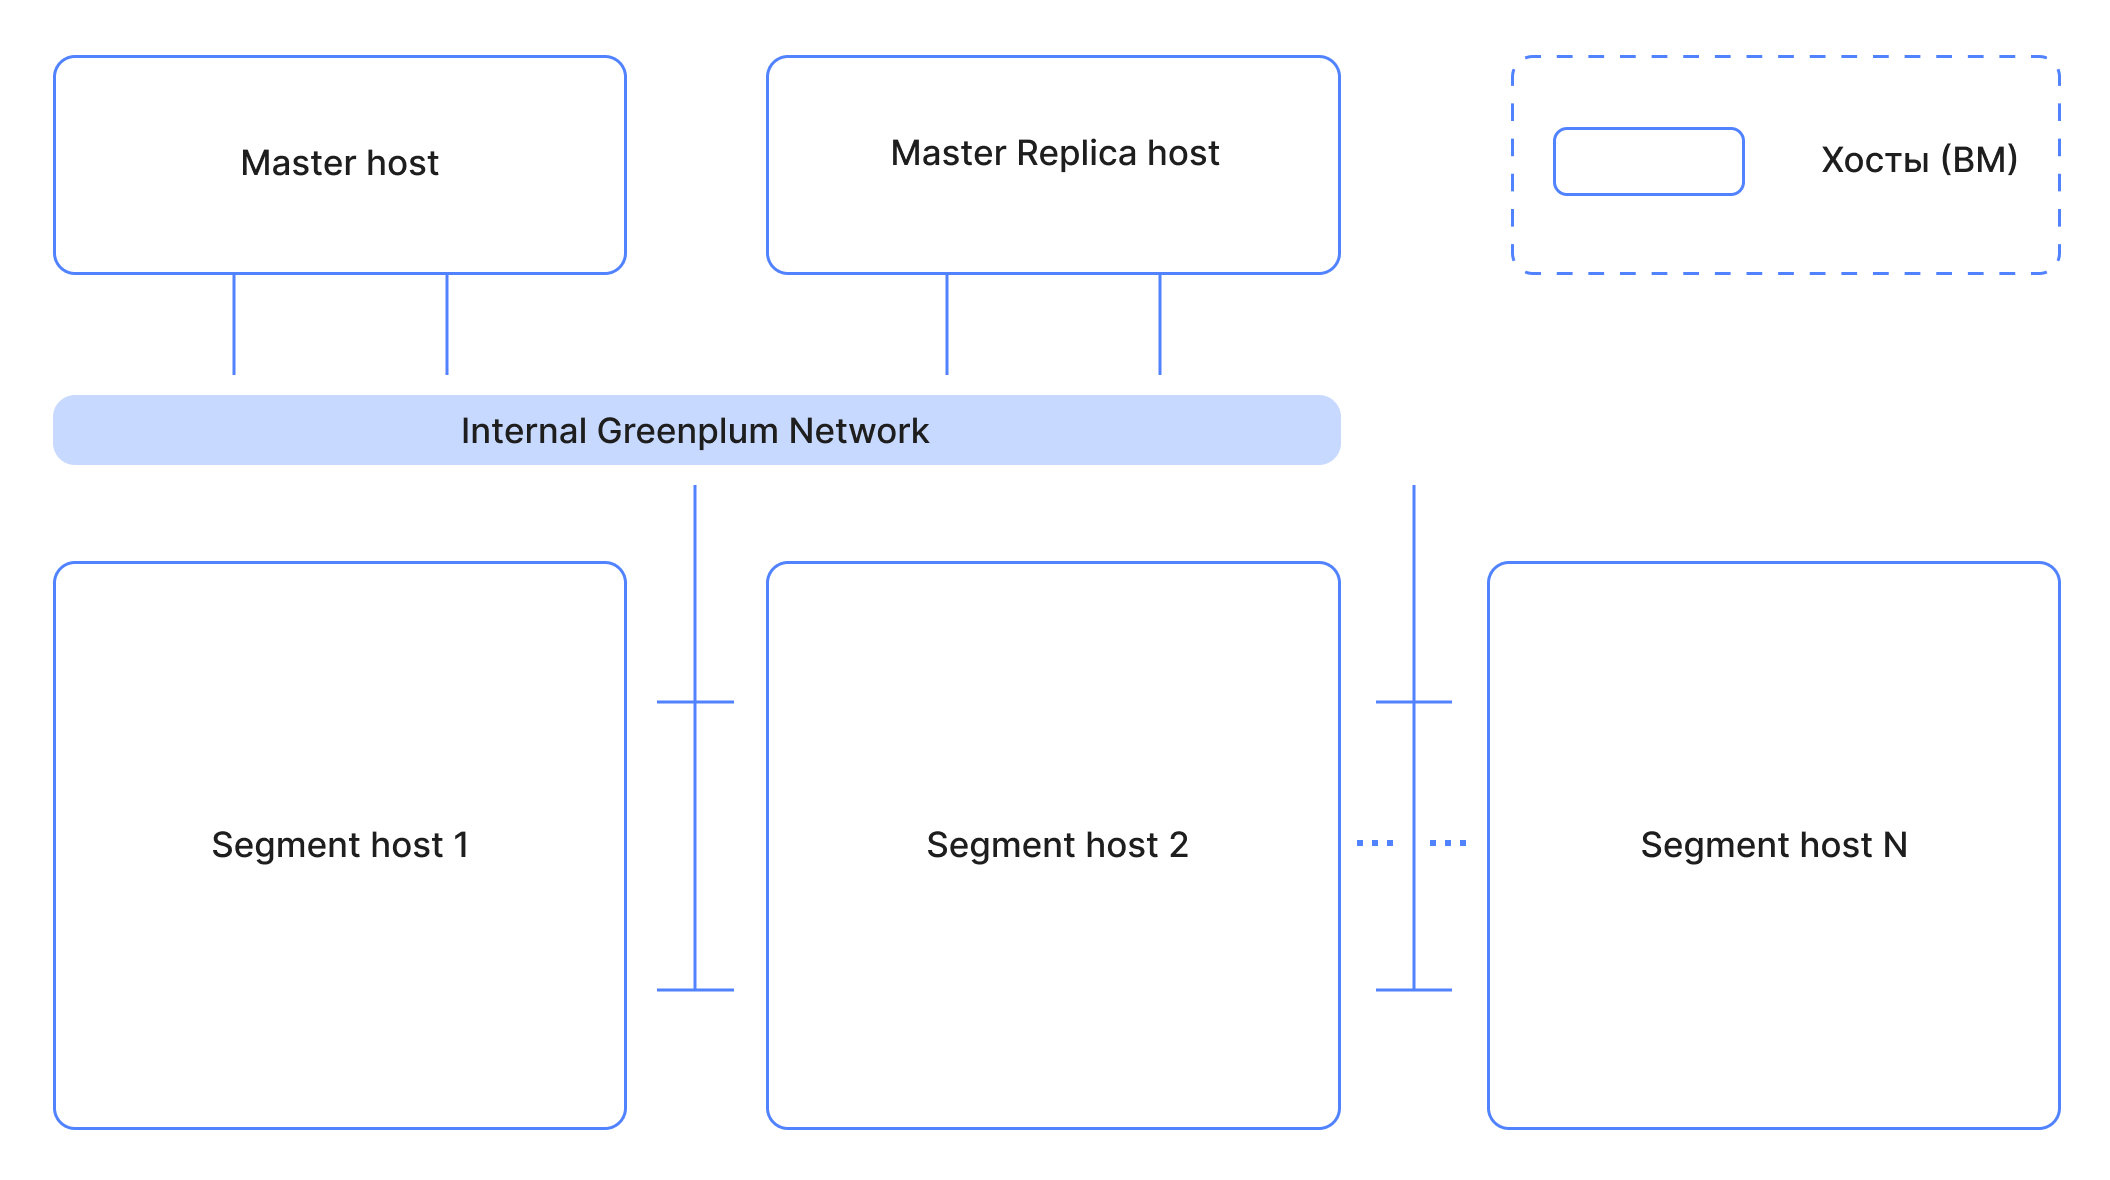 Master host
Master Replica host
Хосты (ВМ)
Internal Greenplum Network
Segment host 1
Segment host 2
Segment host N